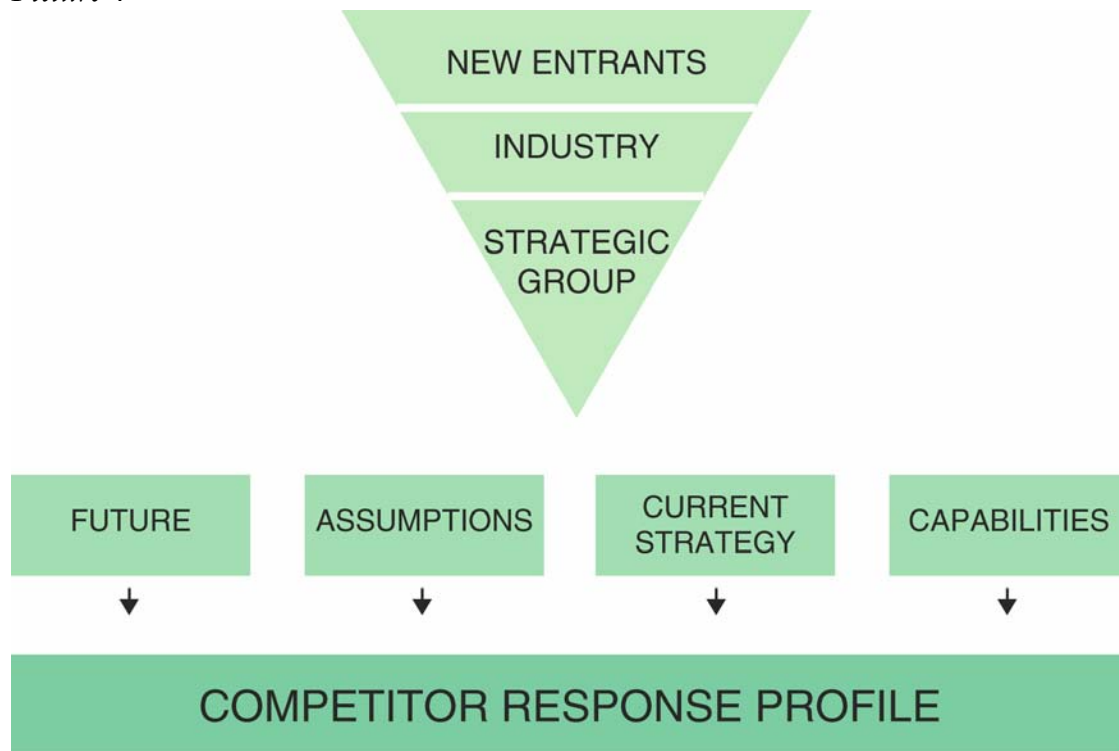 NEW ENTRANTS
INDUSTRY
STRATEGIC
GROUP
FUTURE
ASSUMPTIONS
CURRENT
STRATEGY
CAPABILITIES
COMPETITOR RESPONSE PROFILE